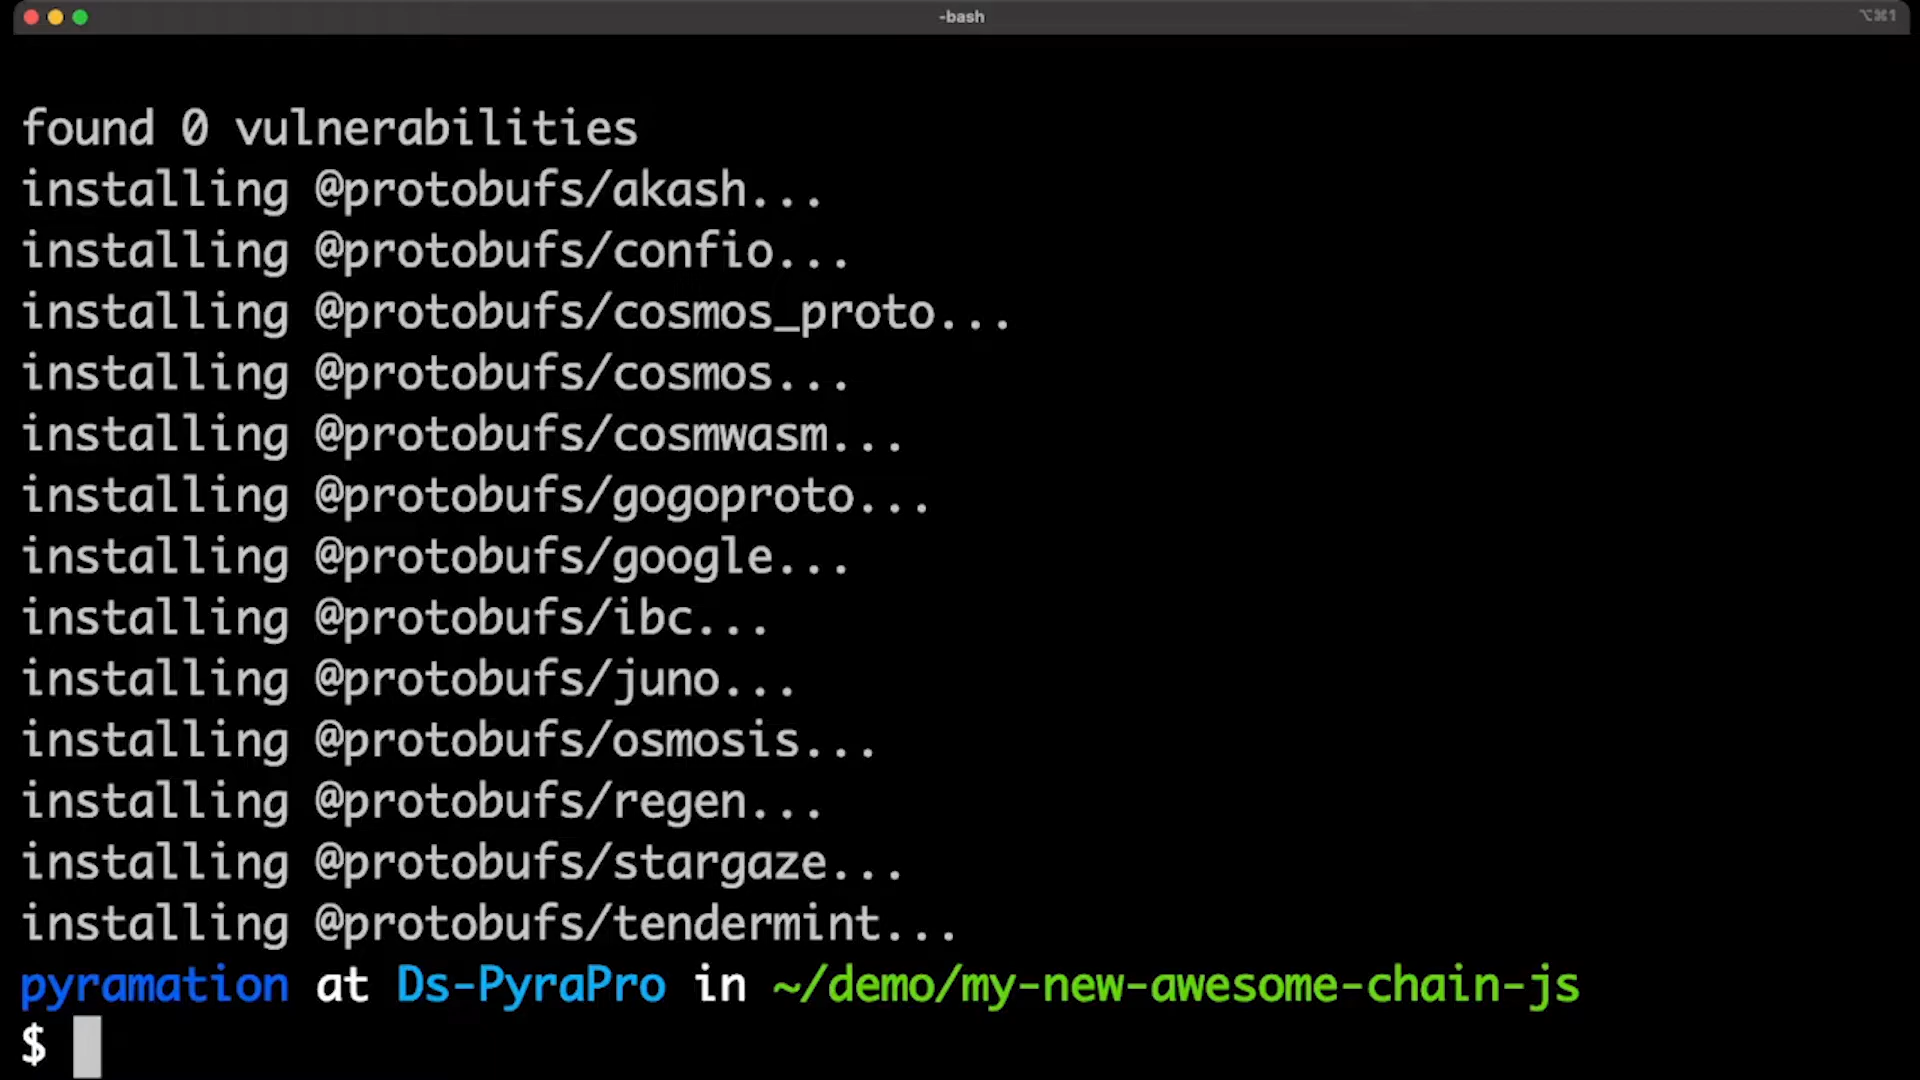 -bash
⌥⌘1
found 0 vulnerabilities
installing @protobufs/akash...
installing @protobufs/confio...
installing @protobufs/cosmos_proto...
installing @protobufs/cosmos...
installing @protobufs/cosmwasm...
installing @protobufs/gogoproto...
installing @protobufs/google...
installing @protobufs/ibc...
installing @protobufs/juno...
installing @protobufs/osmosis...
installing @protobufs/regen...
installing @protobufs/stargaze...
installing @protobufs/tendermint...
pyramation at Ds-PyraPro in ~/demo/my-new-awesome-chain-js
$